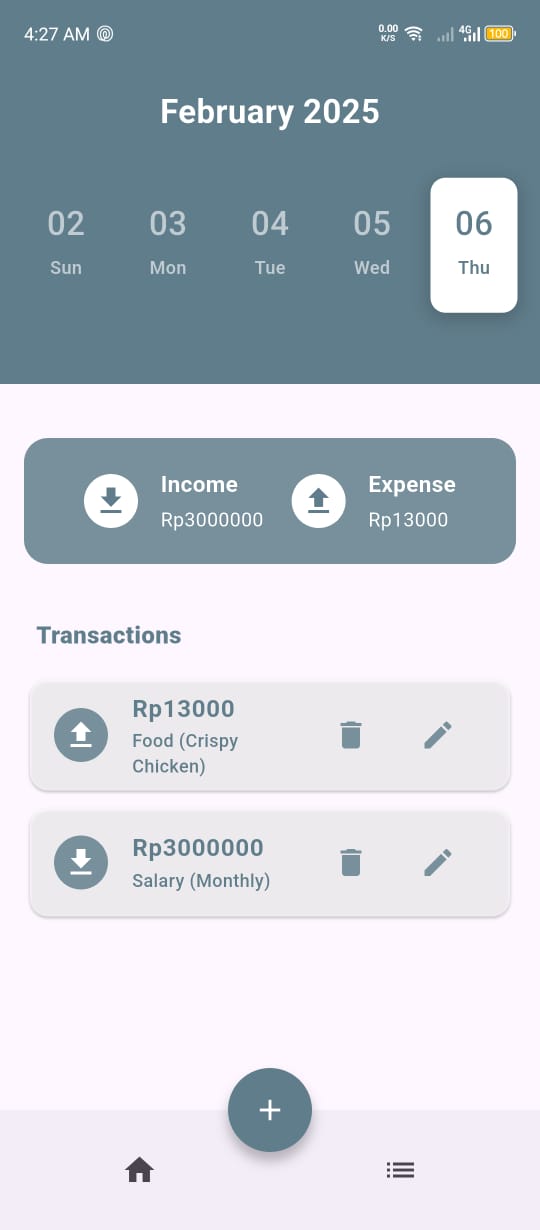 4:27 AM 0.00 K/S 4G 100
February 2025
02 03 04 05 06
Sun Mon Tue Wed Thu
Income Expense
Rp3000000 Rp13000
Transactions
Rp13000
Food (Crispy
Chicken)
Rp3000000
Salary (Monthly)